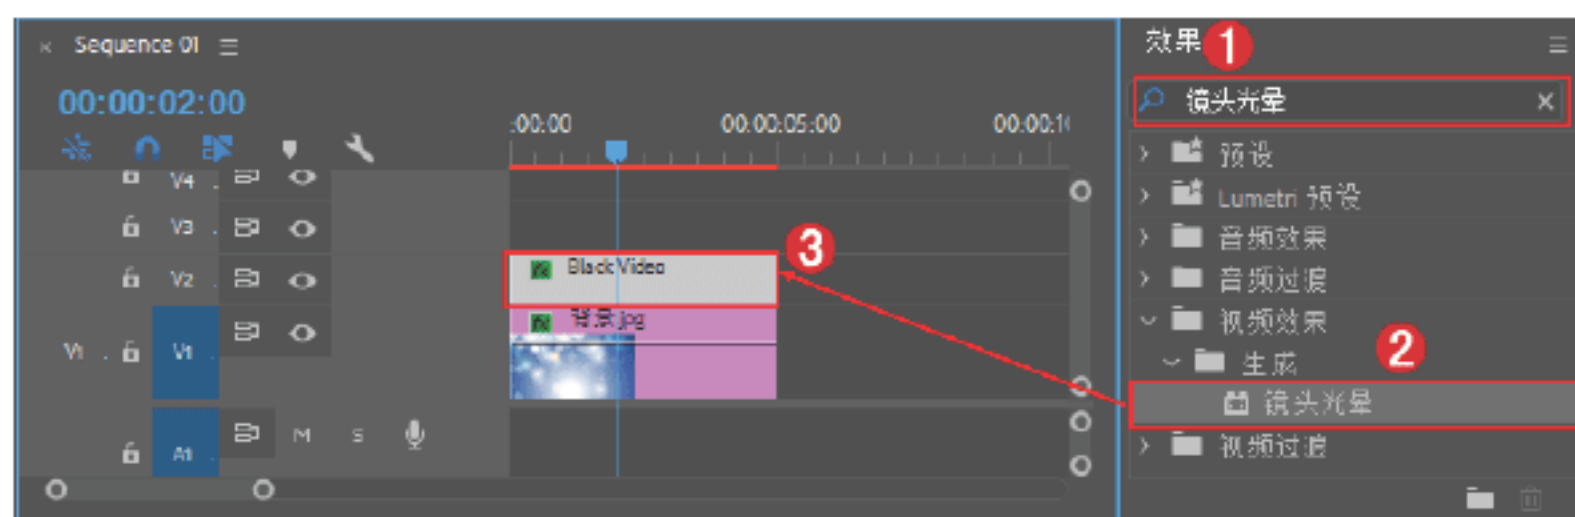 Sequence 01
00:00:02:00
:00:00 00:00:05:00 00:00:1
V4
V3
V2
Black Video
背景.jpg
V1 V1
A1 M S
3
效果 1
镜头光晕
预设
Lumetri 预设
音频效果
音频过渡
视频效果
生成 2
镜头光晕
视频过渡